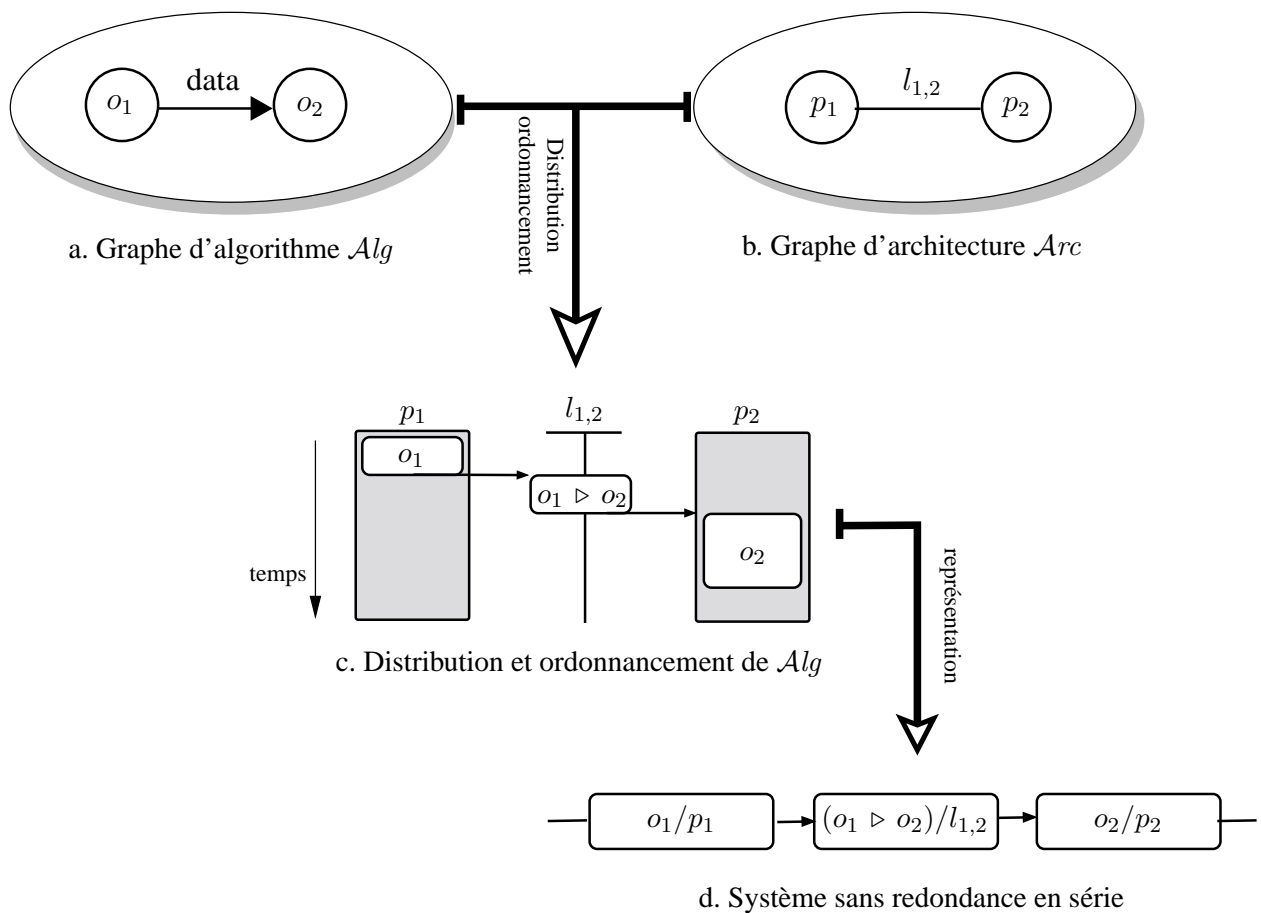 o1
data
o2
p1
l1,2
p2
Distribution
ordonnancement
a. Graphe d'algorithme Alg
b. Graphe d'architecture Arc
p1
l1,2
p2
o1
o1 ▷ o2
o2
temps
représentation
c. Distribution et ordonnancement de Alg
o1/p1
(o1 ▷ o2)/l1,2
o2/p2
d. Système sans redondance en série